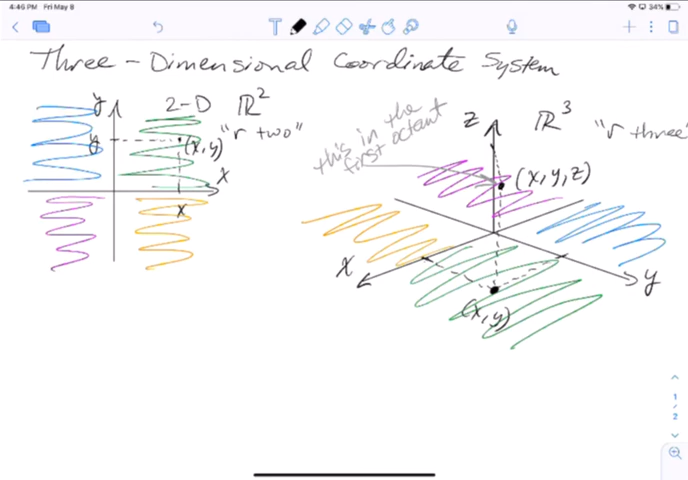 4:46 PM Fri May 8
34%
T
Three-Dimensional Coordinate System
y
2-D ℝ²
"r two"
y
(x,y)
x
x
this in the
first octant
z
ℝ³
"r three"
(x,y,z)
x
y
(x,y)
1
/
2